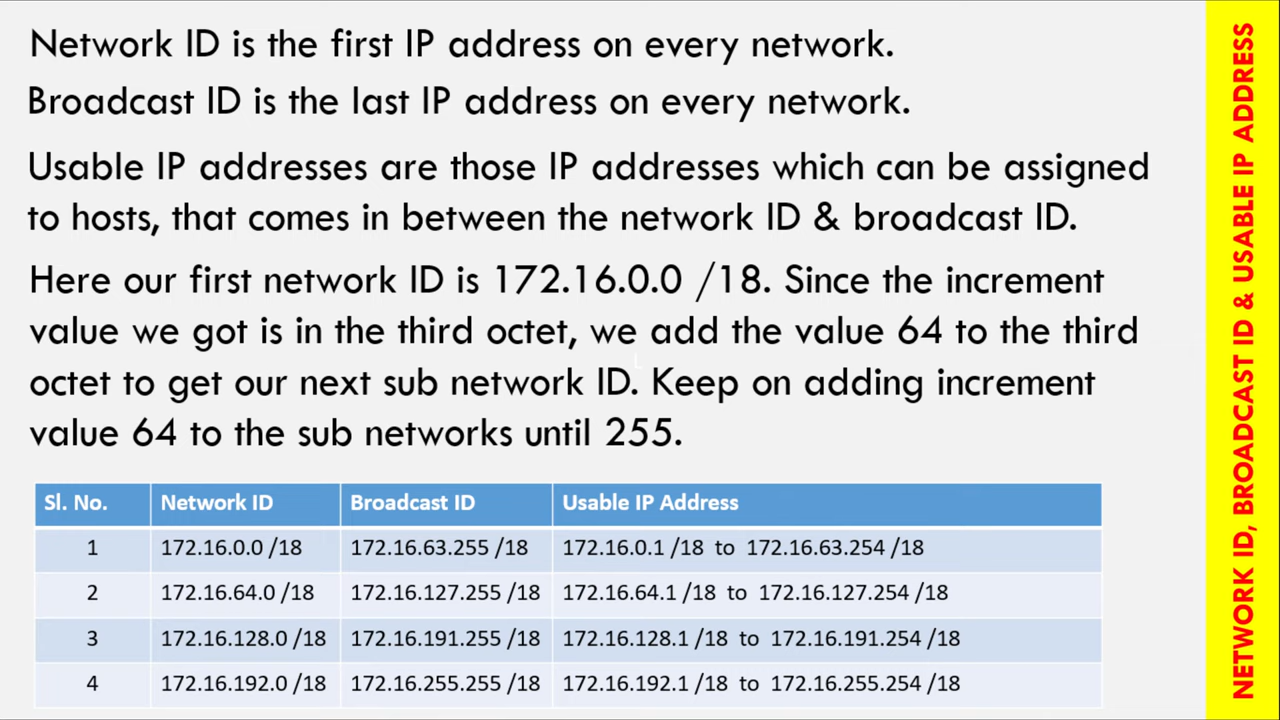 Network ID is the first IP address on every network.
Broadcast ID is the last IP address on every network.
Usable IP addresses are those IP addresses which can be assigned
to hosts, that comes in between the network ID & broadcast ID.
Here our first network ID is 172.16.0.0 /18. Since the increment
value we got is in the third octet, we add the value 64 to the third
octet to get our next sub network ID. Keep on adding increment
value 64 to the sub networks until 255.
Sl. No. Network ID Broadcast ID Usable IP Address
1 172.16.0.0 /18 172.16.63.255 /18 172.16.0.1 /18 to 172.16.63.254 /18
2 172.16.64.0 /18 172.16.127.255 /18 172.16.64.1 /18 to 172.16.127.254 /18
3 172.16.128.0 /18 172.16.191.255 /18 172.16.128.1 /18 to 172.16.191.254 /18
4 172.16.192.0 /18 172.16.255.255 /18 172.16.192.1 /18 to 172.16.255.254 /18
NETWORK ID, BROADCAST ID & USABLE IP ADDRESS